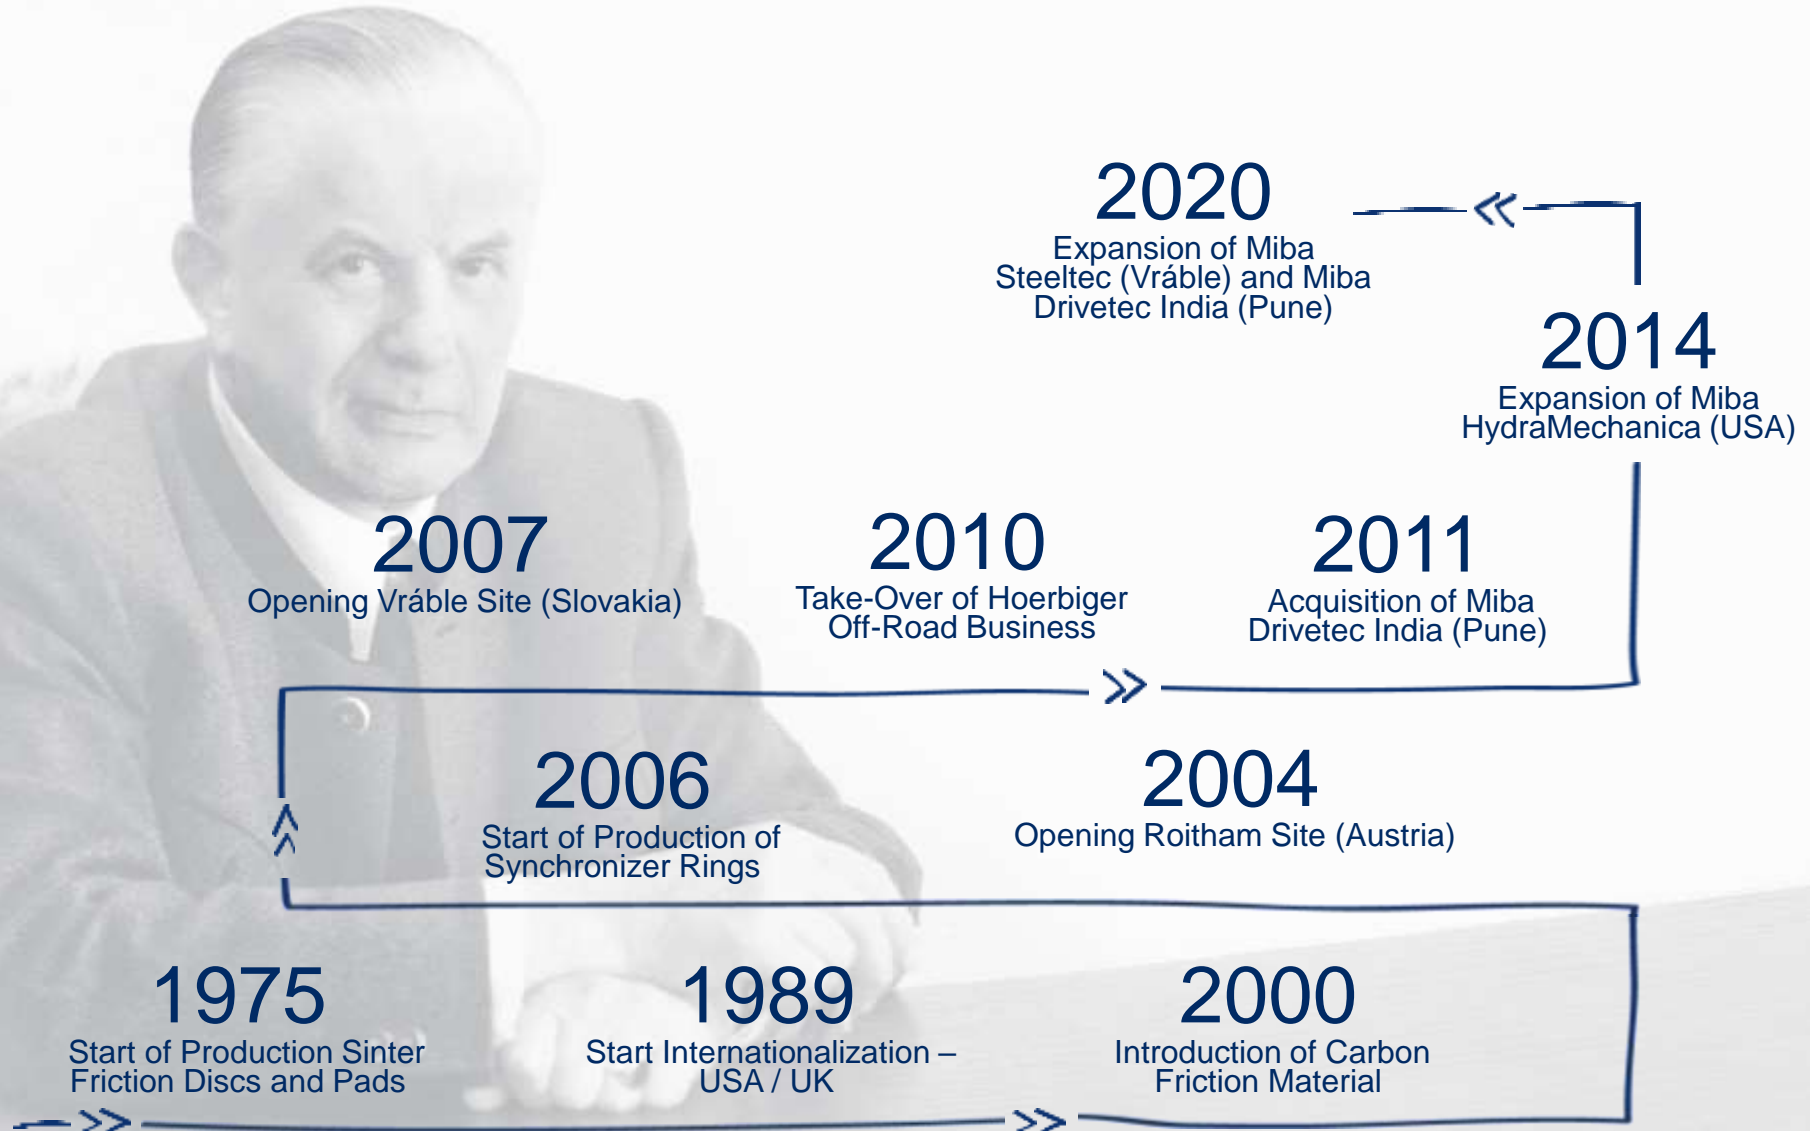 2020
Expansion of Miba
Steeltec (Vráble) and Miba
Drivetec India (Pune)
2014
Expansion of Miba
HydraMechanica (USA)
2007
Opening Vráble Site (Slovakia)
2010
Take-Over of Hoerbiger
Off-Road Business
2011
Acquisition of Miba
Drivetec India (Pune)
2006
Start of Production of
Synchronizer Rings
2004
Opening Roitham Site (Austria)
1975
Start of Production Sinter
Friction Discs and Pads
1989
Start Internationalization –
USA / UK
2000
Introduction of Carbon
Friction Material